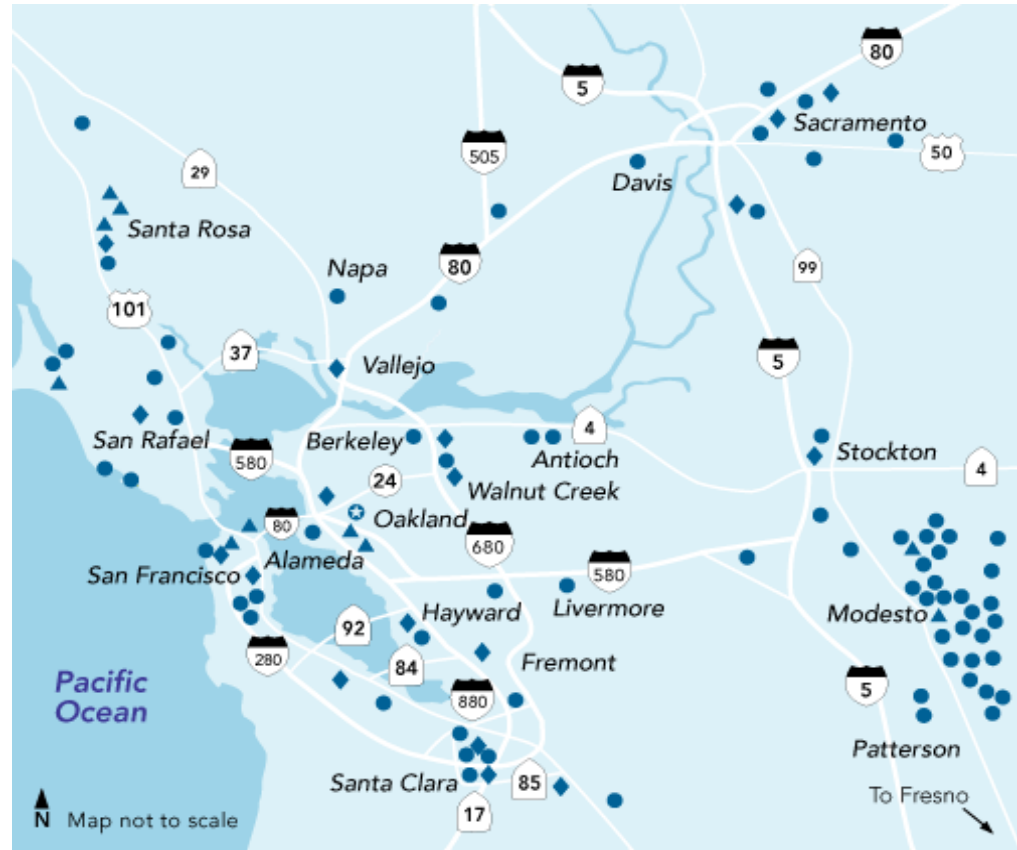 80
5
Sacramento
505
50
29
Davis
Santa Rosa
80
Napa
99
101
37
5
Vallejo
4
San Rafael
Berkeley
580
Antioch
Stockton
4
24
Walnut Creek
80
Oakland
680
San Francisco
Alameda
580
Livermore
Hayward
Modesto
92
280
84
Fremont
Pacific
Ocean
5
880
Patterson
Santa Clara
85
To Fresno
17
N Map not to scale